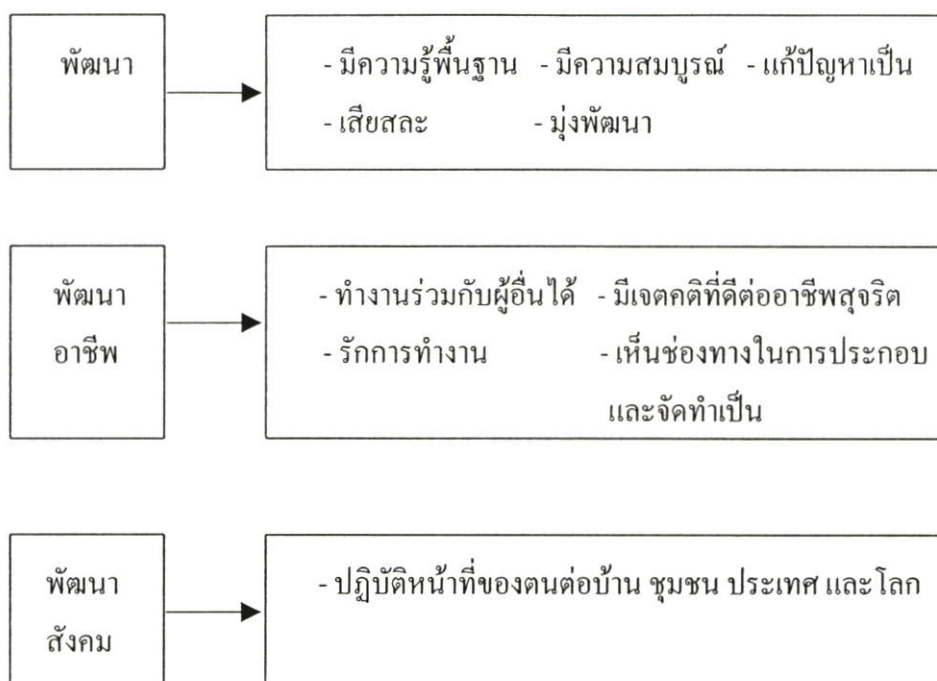 พัฒนา
- มีความรู้พื้นฐาน - มีความสมบูรณ์ - แก้ปัญหาเป็น
- เสียสละ - มุ่งพัฒนา
พัฒนา
อาชีพ
- ทำงานร่วมกับผู้อื่นได้ - มีเจตคติที่ดีต่ออาชีพสุจริต
- รักการทำงาน - เห็นช่องทางในการประกอบ
และจัดทำเป็น
พัฒนา
สังคม
- ปฏิบัติหน้าที่ของตนต่อบ้าน ชุมชน ประเทศ และโลก